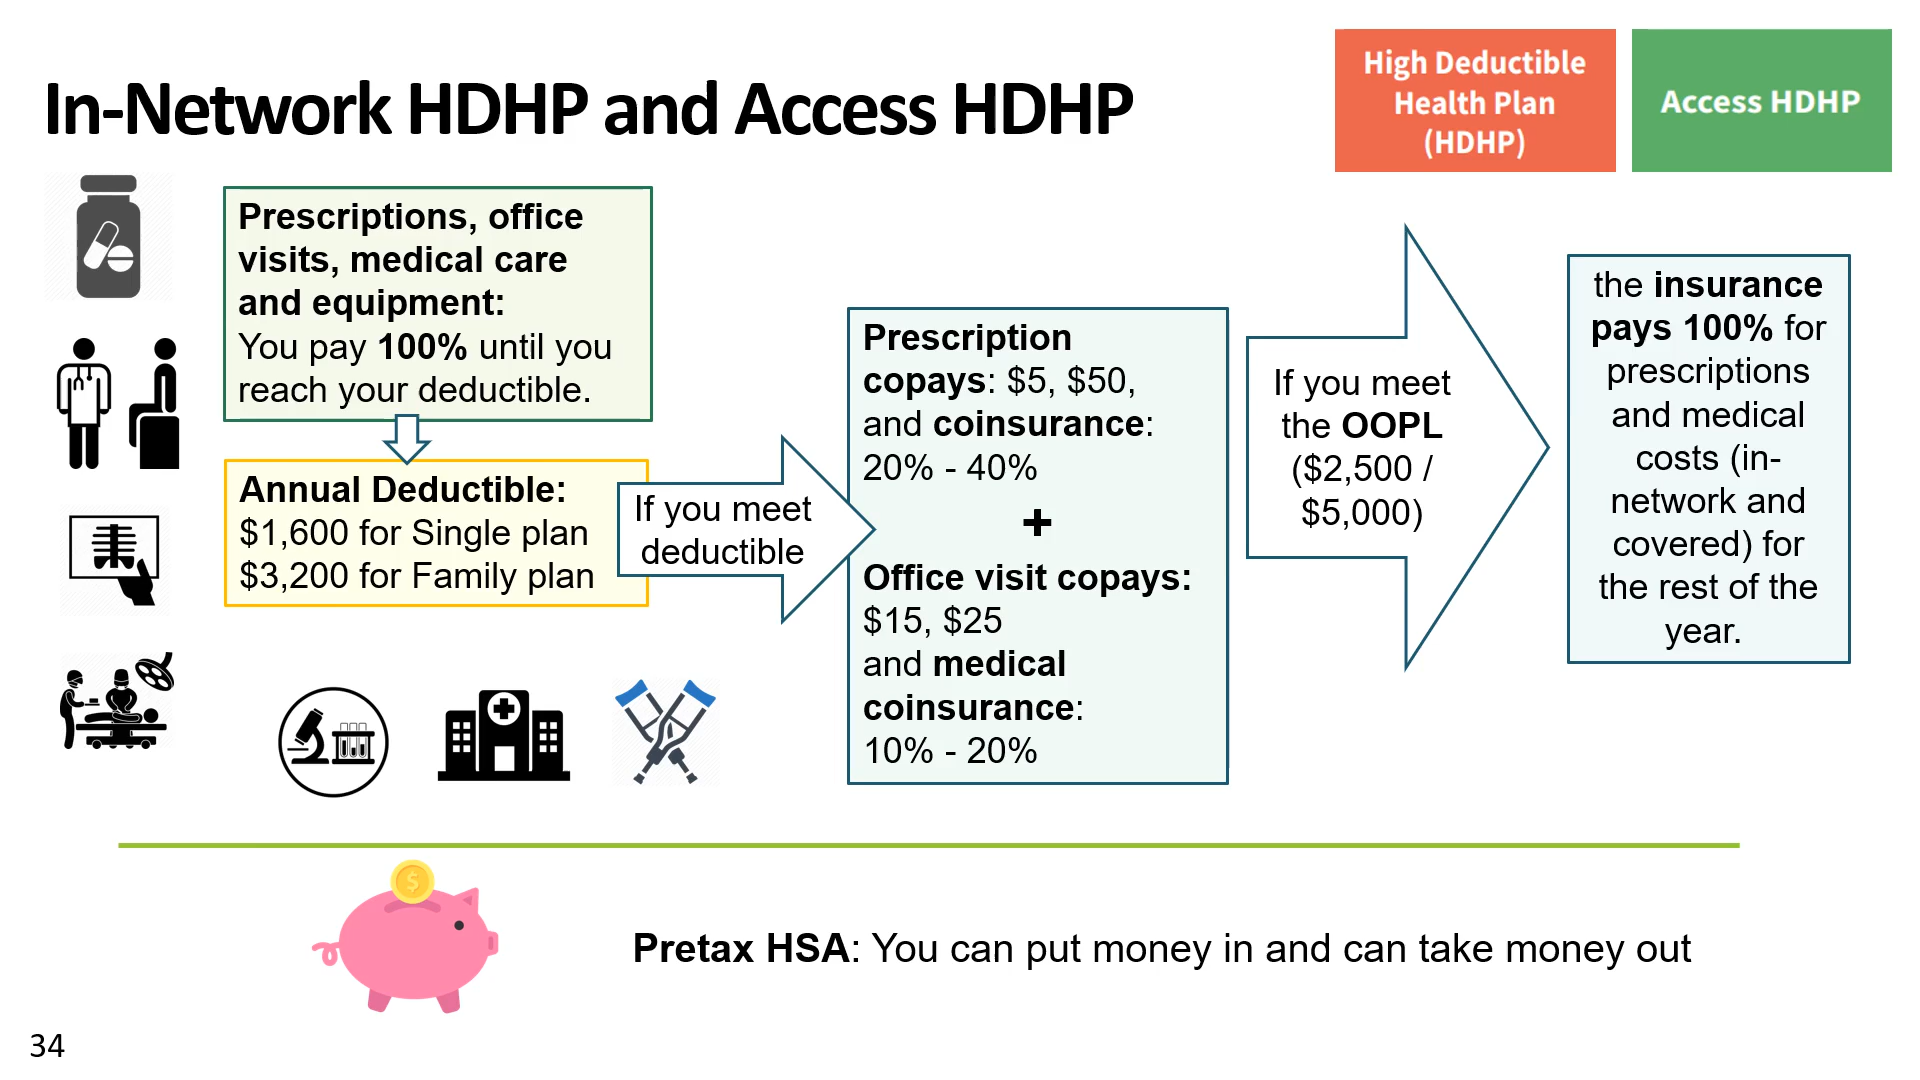 In-Network HDHP and Access HDHP
High Deductible
Health Plan
(HDHP)
Access HDHP
Prescriptions, office
visits, medical care
and equipment:
You pay 100% until you
reach your deductible.
Annual Deductible:
$1,600 for Single plan
$3,200 for Family plan
If you meet
deductible
Prescription
copays: $5, $50,
and coinsurance:
20% - 40%
+
Office visit copays:
$15, $25
and medical
coinsurance:
10% - 20%
If you meet
the OOPL
($2,500 /
$5,000)
the insurance
pays 100% for
prescriptions
and medical
costs (in-
network and
covered) for
the rest of the
year.
$
Pretax HSA: You can put money in and can take money out
34